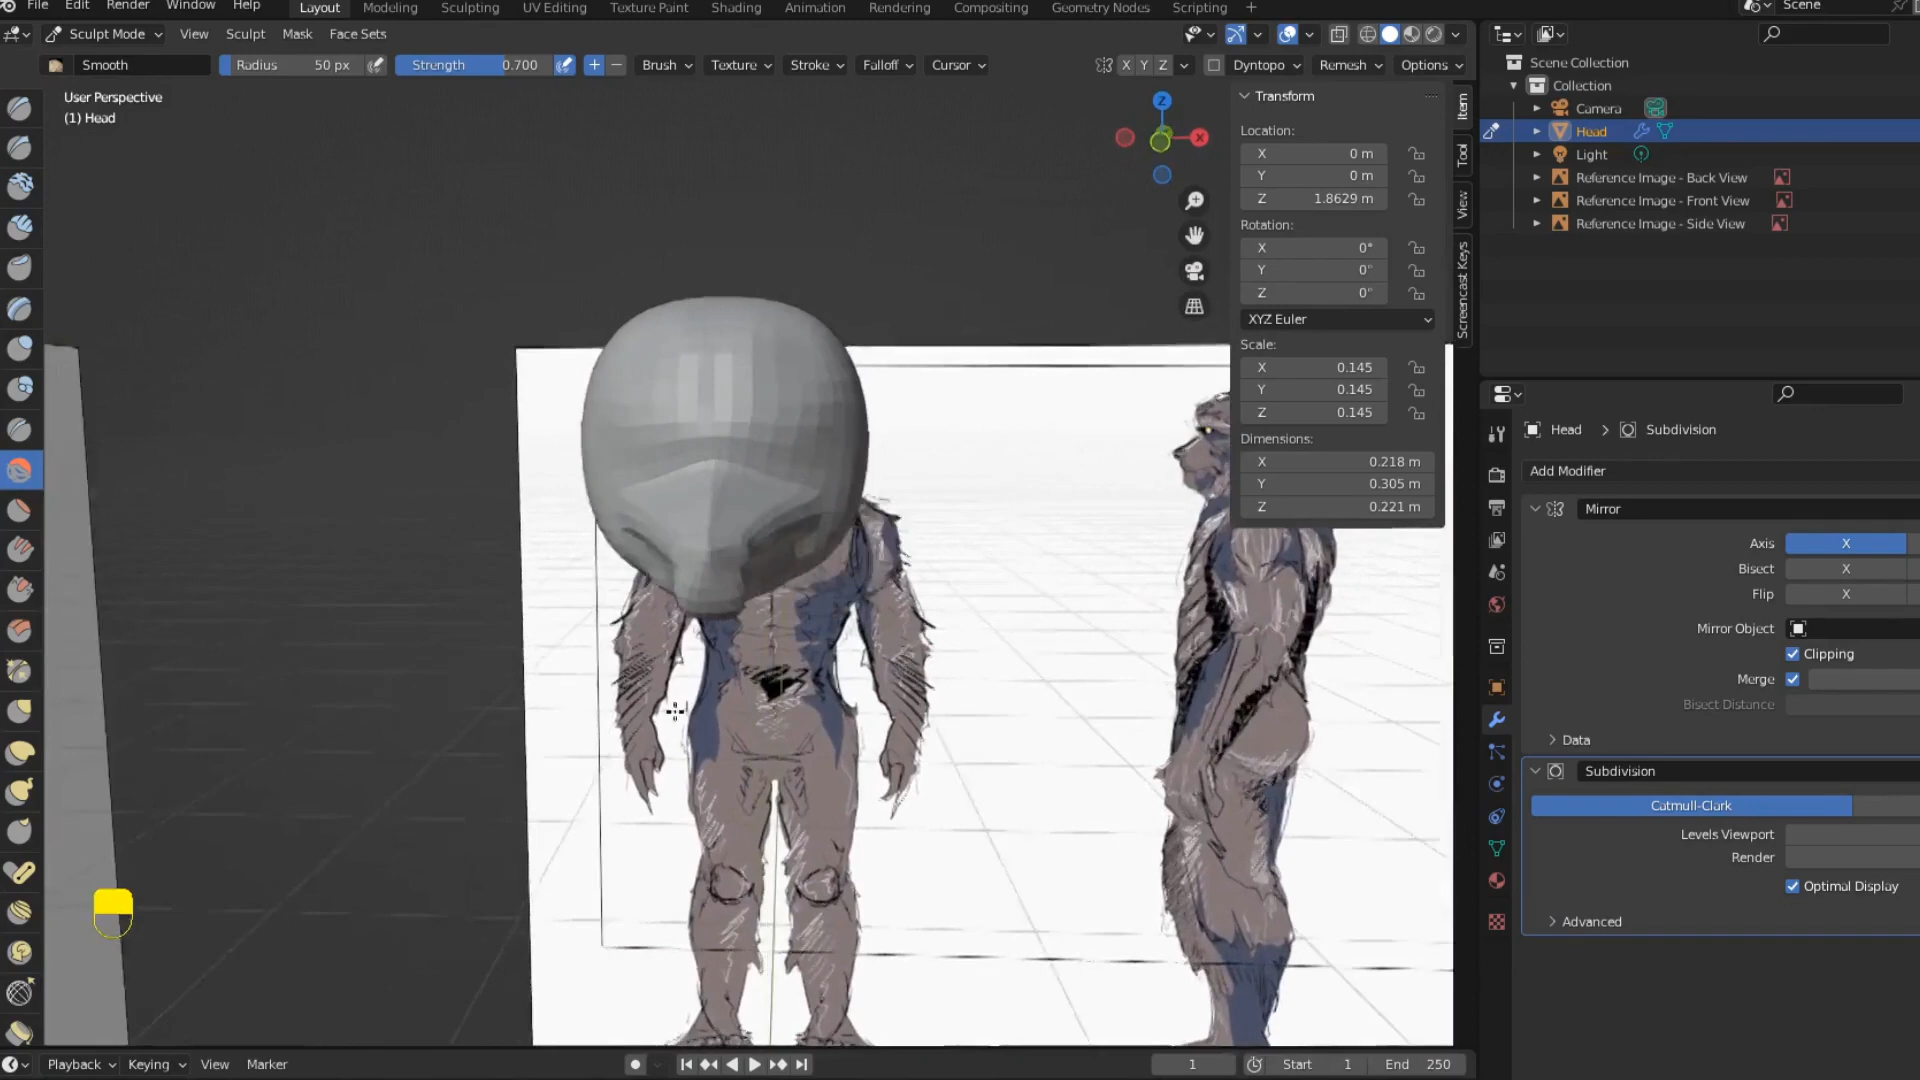 File Edit Render Window Help Layout Modeling Sculpting UV Editing Texture Paint Shading Animation Rendering Compositing Geometry Nodes Scripting + Scene
Sculpt Mode View Sculpt Mask Face Sets
Smooth Radius 50 px Strength 0.700 + − Brush Texture Stroke Falloff Cursor X Y Z Dyntopo Remesh Options
User Perspective
(1) Head
Z
X
Transform
Location:
X 0 m
Y 0 m
Z 1.8629 m
Rotation:
X 0°
Y 0°
Z 0°
XYZ Euler
Scale:
X 0.145
Y 0.145
Z 0.145
Dimensions:
X 0.218 m
Y 0.305 m
Z 0.221 m
Item
Tool
View
Screencast Keys
Scene Collection
Collection
Camera
Head
Light
Reference Image - Back View
Reference Image - Front View
Reference Image - Side View
Head > Subdivision
Add Modifier
Mirror
Axis X
Bisect X
Flip X
Mirror Object
Clipping
Merge
Bisect Distance
Data
Subdivision
Catmull-Clark
Levels Viewport
Render
Optimal Display
Advanced
Playback Keying View Marker 1 Start 1 End 250